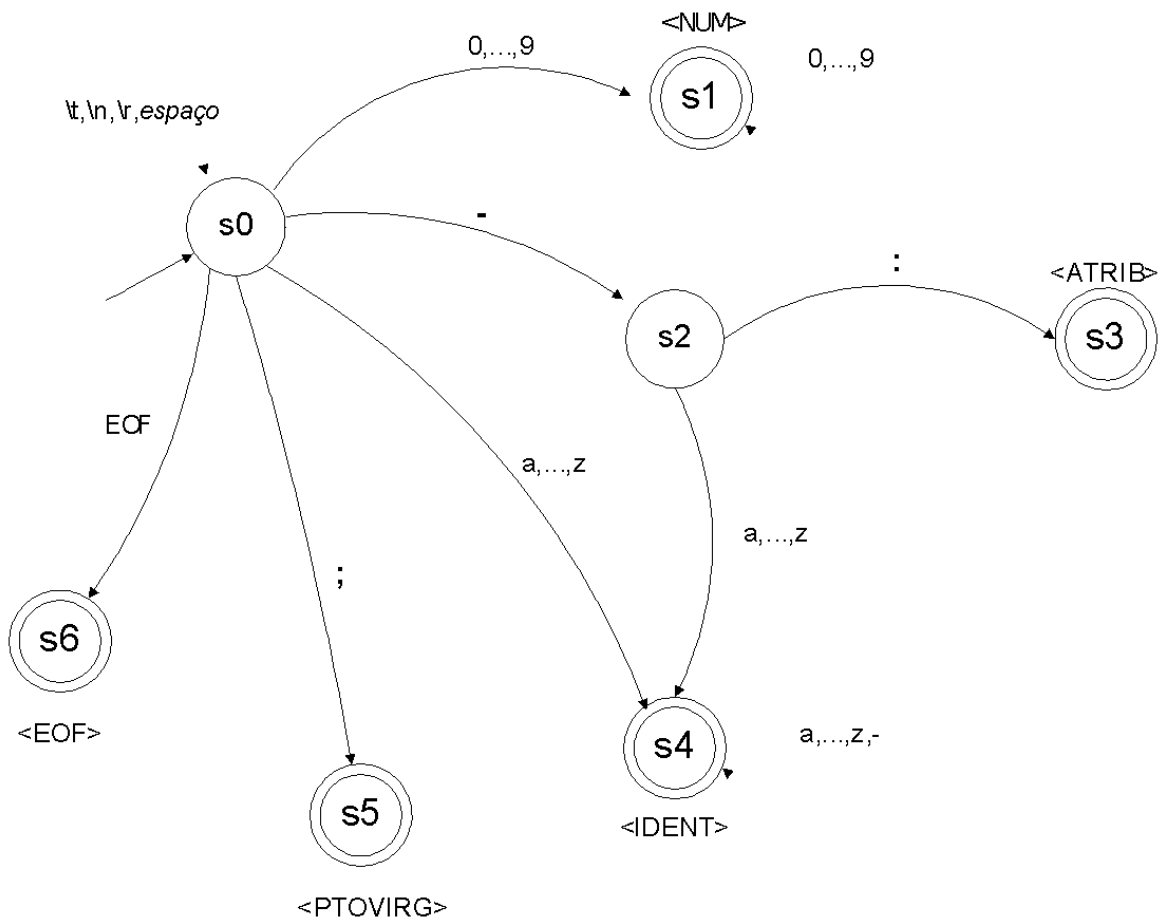 <NUM>
0,...,9
0,...,9
s1
\t,\n,\r,espaço
s0
-
:
<ATRIB>
s2
s3
EOF
a,...,z
a,...,z
;
s6
<EOF>
s4
a,...,z,-
s5
<IDENT>
<PTOVIRG>